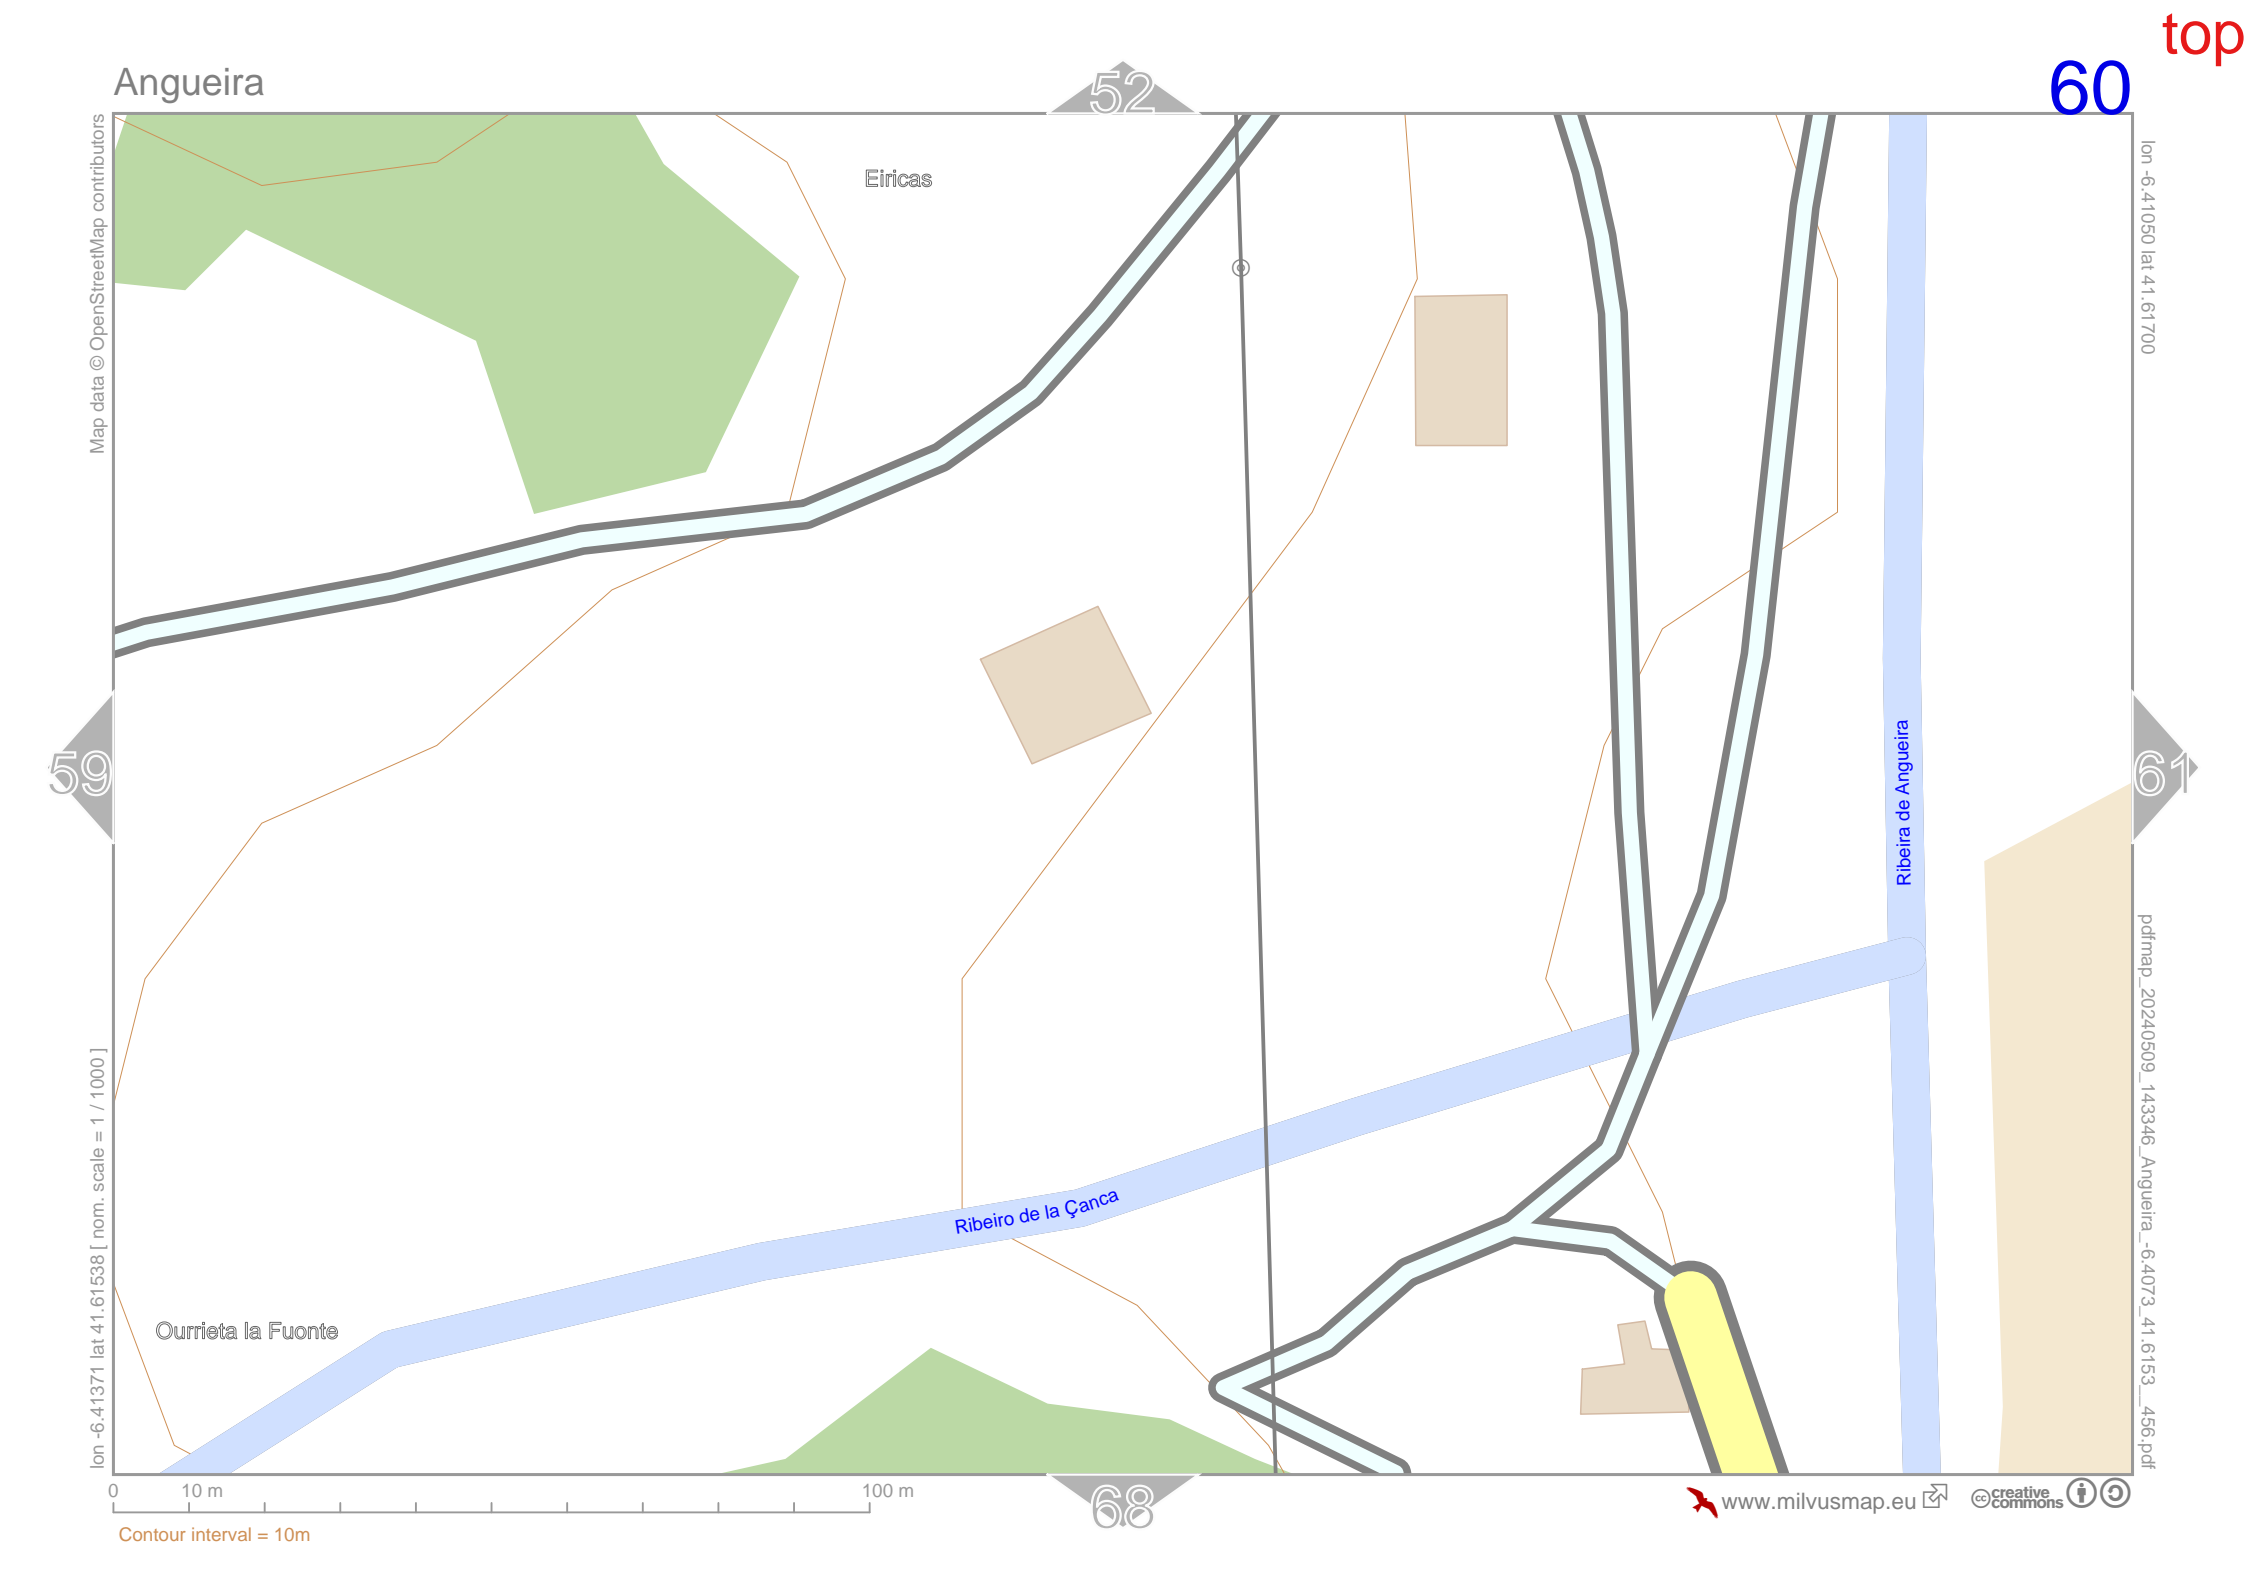 top
60
Angueira
52
Map data © OpenStreetMap contributors
lon -6.41050 lat 41.61700
Eiricas
59
61
Ribeira de Angueira
Ribeiro de la Çanca
Ourrieta la Fuonte
lon -6.41371 lat 41.61538 [ nom. scale = 1 / 1000 ]
pdfmap_20240509_143346_Angueira_-6.4073_41.6153__456.pdf
0 10 m 100 m
68
www.milvusmap.eu
cc creative commons
Contour interval = 10m